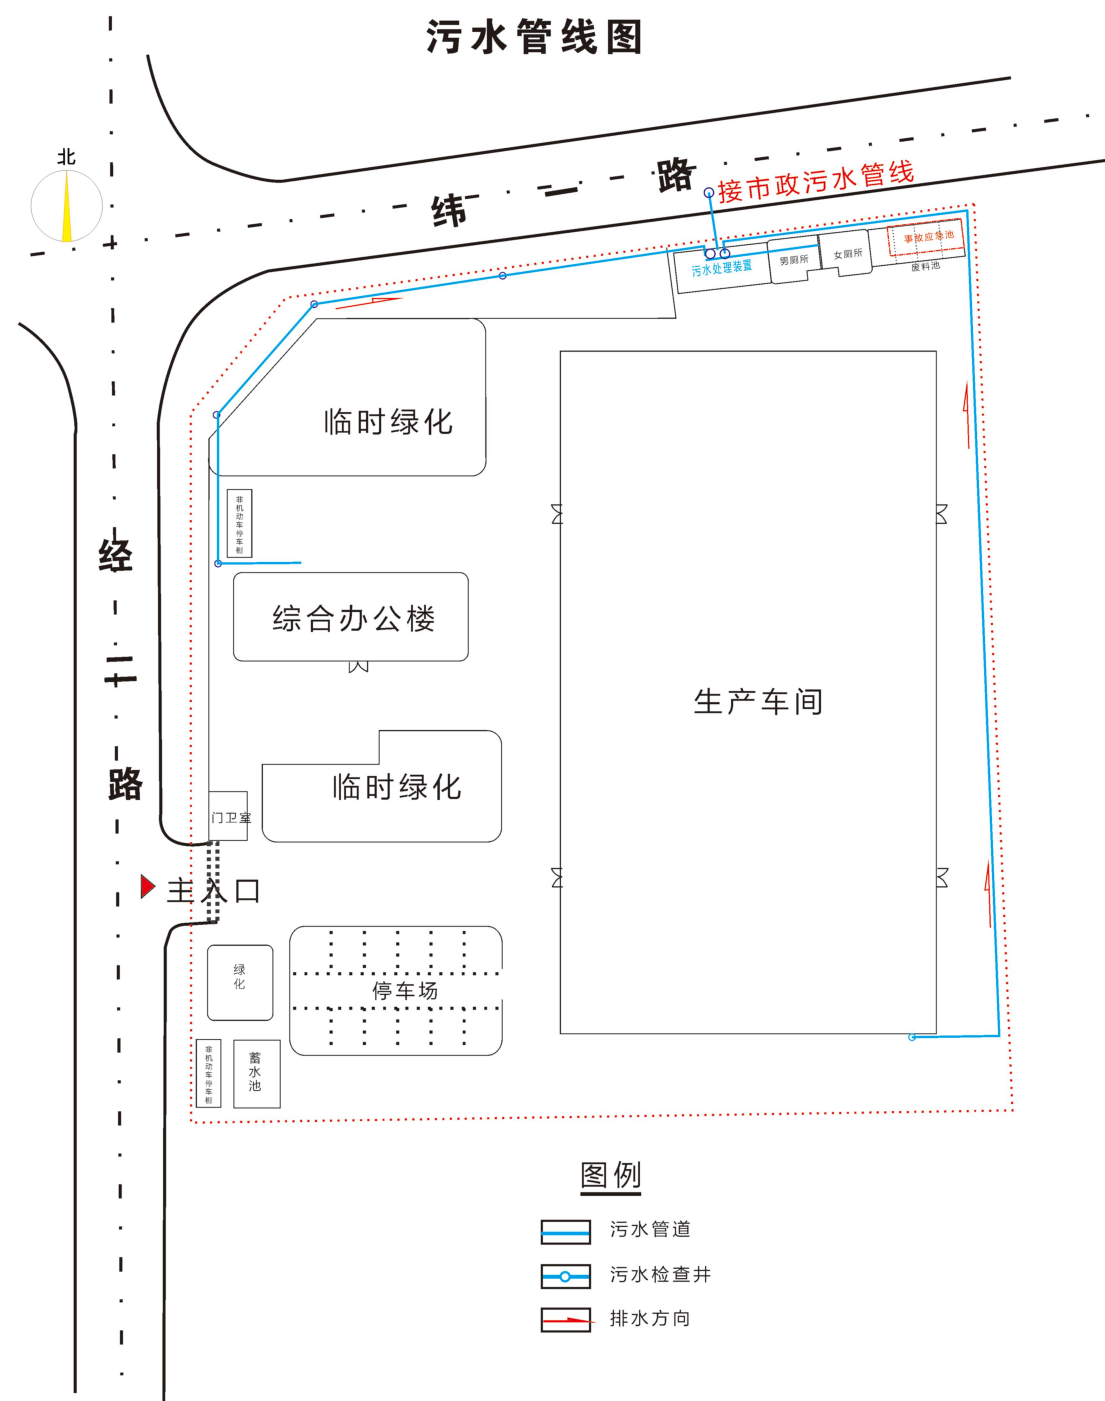 污水管线图
北
纬一路
接市政污水管线
污水处理装置
男厕所
女厕所
事故应急池
废料池
临时绿化
非机动车停车棚
经二路
综合办公楼
生产车间
临时绿化
门卫室
主入口
绿化
停车场
非机动车停车棚
蓄水池
图例
污水管道
污水检查井
排水方向